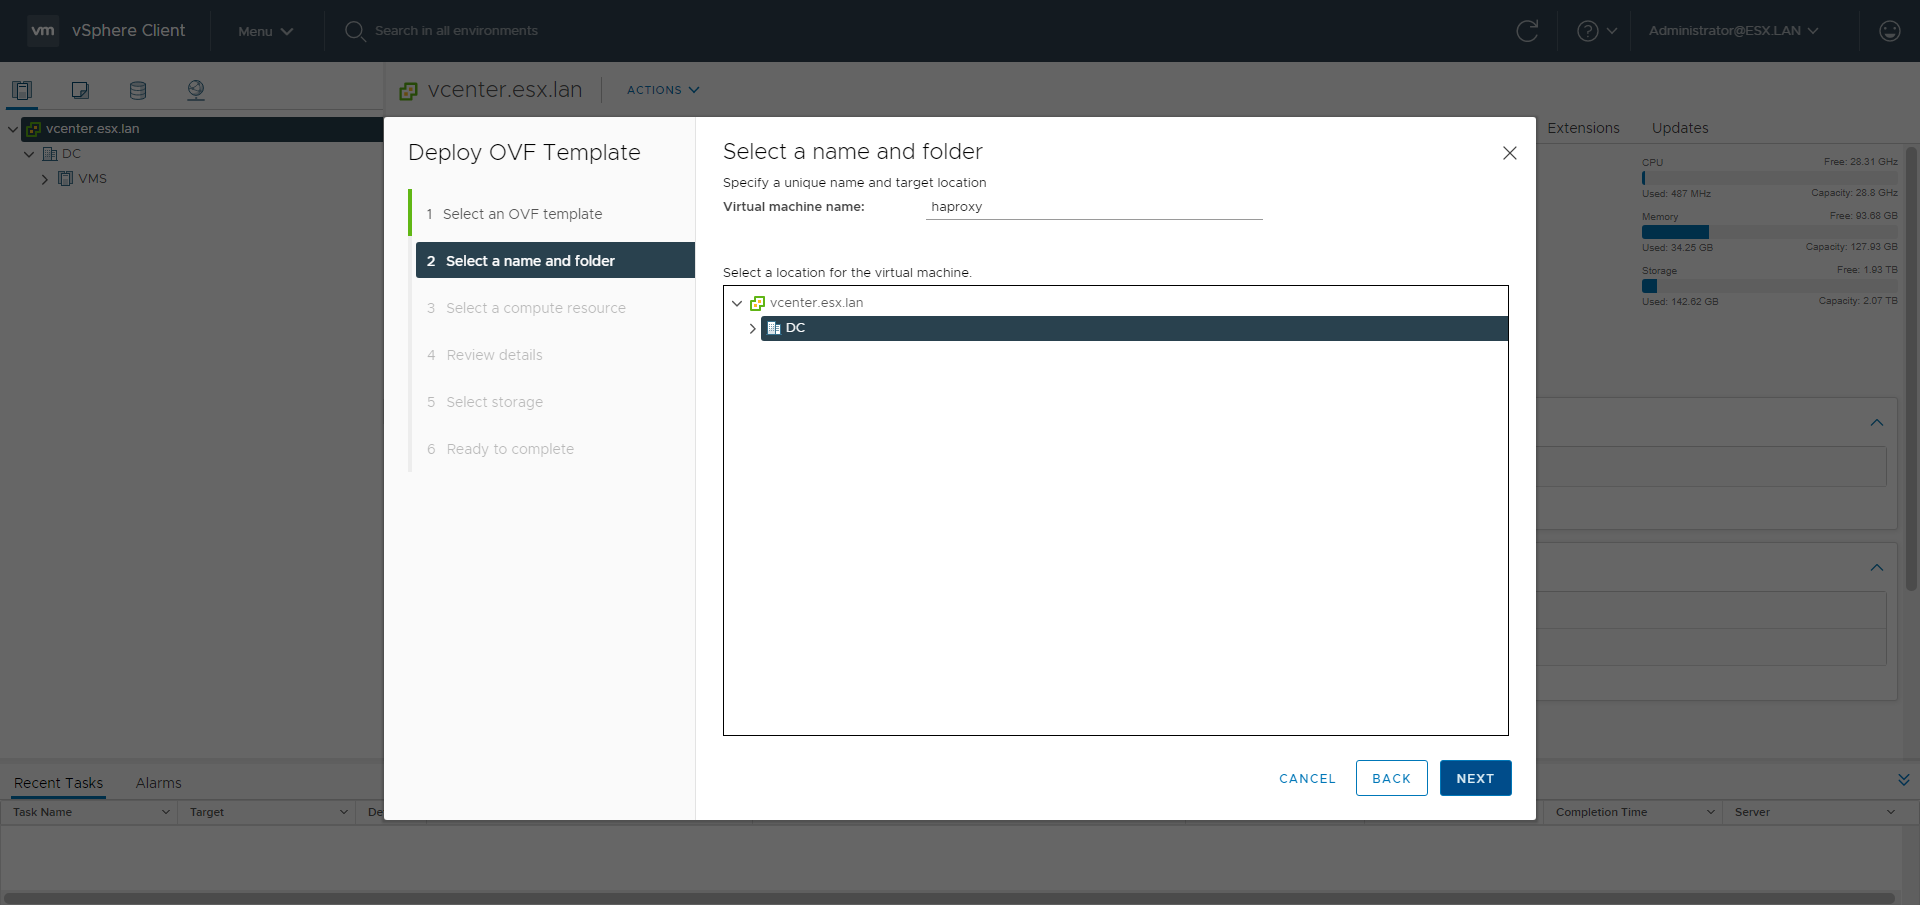 vm vSphere Client Menu Search in all environments Administrator@ESX.LAN
vcenter.esx.lan ACTIONS
vcenter.esx.lan
DC
VMS
Extensions Updates
CPU Free: 28.31 GHz
Used: 487 MHz Capacity: 28.8 GHz
Memory Free: 93.68 GB
Used: 34.25 GB Capacity: 127.93 GB
Storage Free: 1.93 TB
Used: 142.62 GB Capacity: 2.07 TB
Deploy OVF Template
1 Select an OVF template
2 Select a name and folder
3 Select a compute resource
4 Review details
5 Select storage
6 Ready to complete
Select a name and folder
Specify a unique name and target location
Virtual machine name: haproxy
Select a location for the virtual machine.
vcenter.esx.lan
DC
CANCEL BACK NEXT
Recent Tasks Alarms
Task Name Target De Completion Time Server